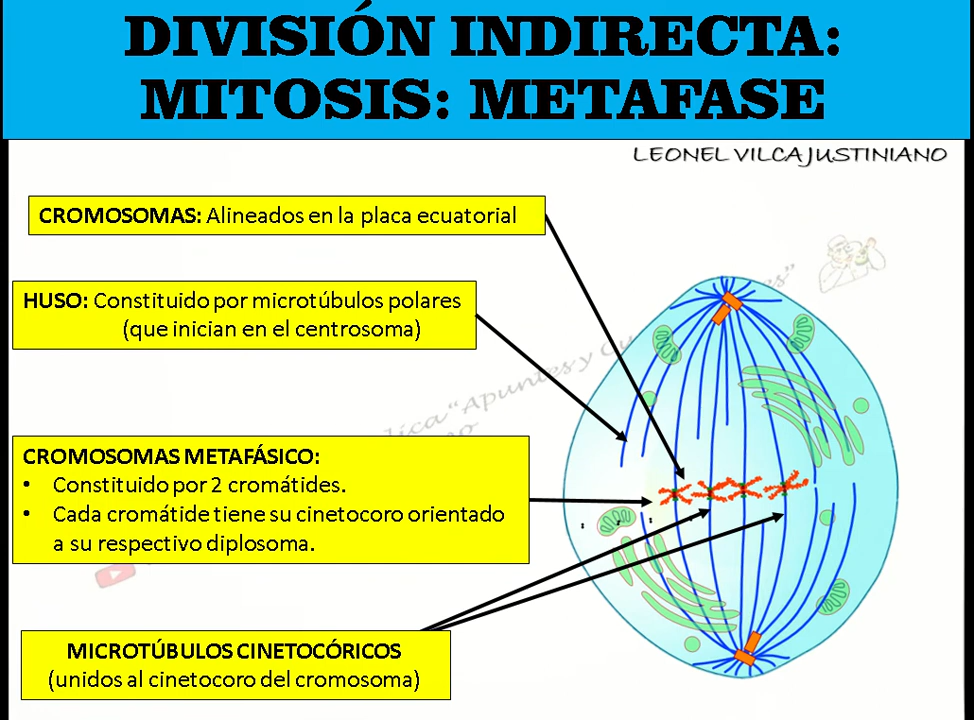 DIVISIÓN INDIRECTA:
MITOSIS: METAFASE
LEONEL VILCA JUSTINIANO
CROMOSOMAS: Alineados en la placa ecuatorial
HUSO: Constituido por microtúbulos polares
(que inician en el centrosoma)
"Apuntes y
CROMOSOMAS METAFÁSICO:
• Constituido por 2 cromátides.
• Cada cromátide tiene su cinetocoro orientado
a su respectivo diplosoma.
MICROTÚBULOS CINETOCÓRICOS
(unidos al cinetocoro del cromosoma)